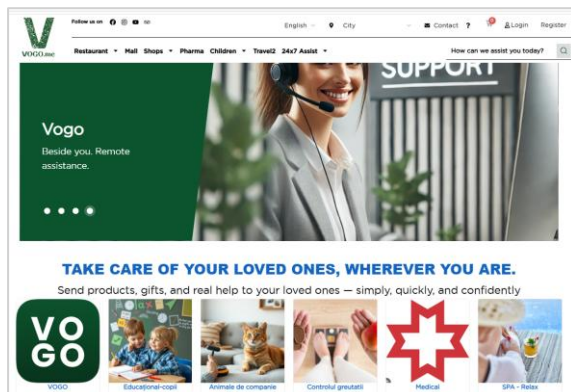 Follow us on
English
City
Contact
?
Login
Register
VOGO.me
Restaurant
Mall
Shops
Pharma
Children
Travel2
24x7 Assist
How can we assist you today?
SUPPORT
Vogo
Beside you. Remote
assistance.
TAKE CARE OF YOUR LOVED ONES, WHEREVER YOU ARE.
Send products, gifts, and real help to your loved ones — simply, quickly, and confidently
VO
GO
VOGO
Educațional-copii
Animale de companie
Controlul greutatii
Medical
SPA - Relax